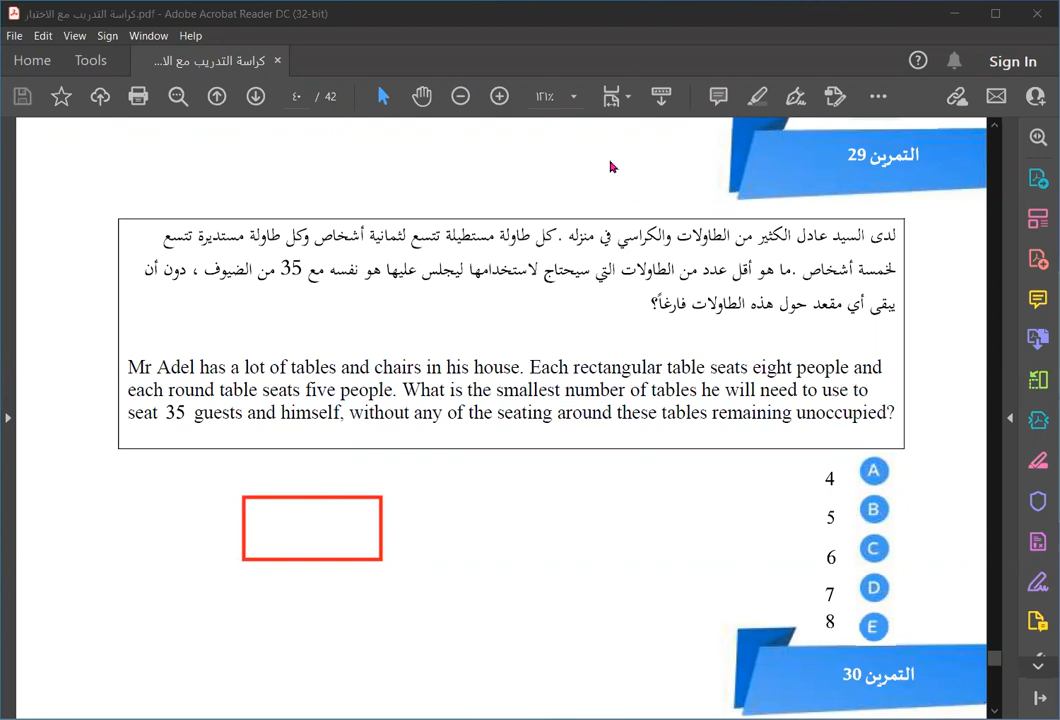 كراسة التدريب مع الاختبار.pdf - Adobe Acrobat Reader DC (32-bit)
File Edit View Sign Window Help
Home Tools كراسة التدريب مع الا... × Sign In
٤٠ / 42 ١٢١٪
التمرين 29
لدى السيد عادل الكثير من الطاولات والكراسي في منزله .كل طاولة مستطيلة تتسع لثمانية أشخاص وكل طاولة مستديرة تتسع
لخمسة أشخاص .ما هو أقل عدد من الطاولات التي سيحتاج لاستخدامها ليجلس عليها هو نفسه مع 35 من الضيوف ، دون أن
يبقى أي مقعد حول هذه الطاولات فارغاً؟
Mr Adel has a lot of tables and chairs in his house. Each rectangular table seats eight people and
each round table seats five people. What is the smallest number of tables he will need to use to
seat 35 guests and himself, without any of the seating around these tables remaining unoccupied?
4 A
5 B
6 C
7 D
8 E
التمرين 30